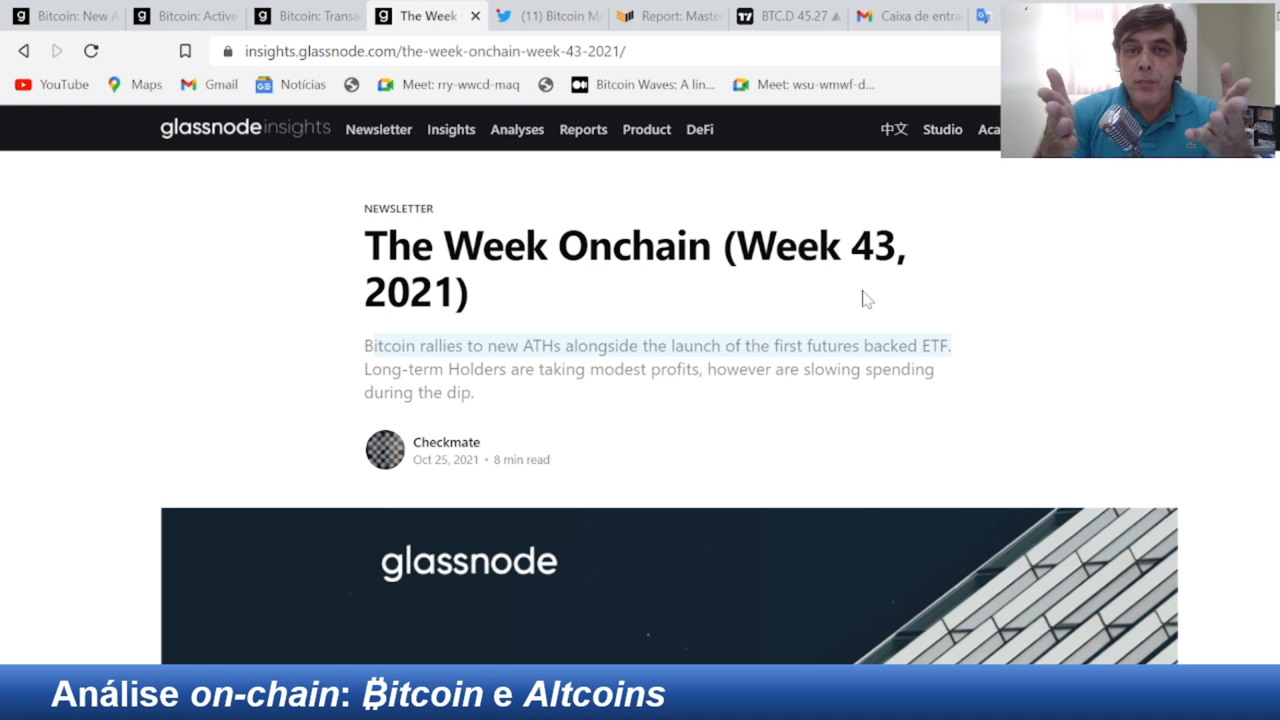 Bitcoin: New A
Bitcoin: Active
Bitcoin: Transa
The Week
(11) Bitcoin M
Report: Maste
BTC.D 45.27
Caixa de entra
insights.glassnode.com/the-week-onchain-week-43-2021/
YouTube
Maps
Gmail
Notícias
Meet: rry-wwcd-maq
Bitcoin Waves: A lin...
Meet: wsu-wmwf-d...
glassnode insights
Newsletter
Insights
Analyses
Reports
Product
DeFi
中文
Studio
Aca
NEWSLETTER
The Week Onchain (Week 43,
2021)
Bitcoin rallies to new ATHs alongside the launch of the first futures backed ETF.
Long-term Holders are taking modest profits, however are slowing spending
during the dip.
Checkmate
Oct 25, 2021 • 8 min read
glassnode
Análise on-chain: ₿itcoin e Altcoins